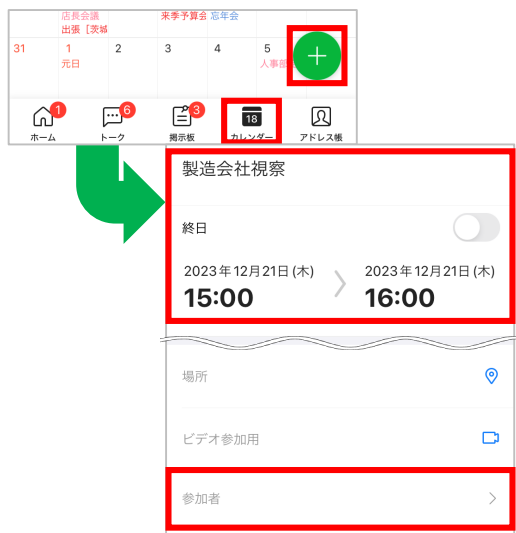 店長会議 来季予算会 忘年会
出張［茨城
31 1 2 3 4 5
元日 人事部
1 6 3 18
ホーム トーク 掲示板 カレンダー アドレス帳
製造会社視察
終日
2023年12月21日(木) 2023年12月21日(木)
15:00 16:00
場所
ビデオ参加用
参加者